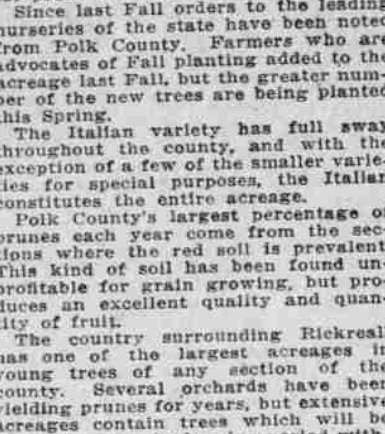 Since last Fall orders to the leading
nurseries of the state have been note
from Polk County. Farmers who are
advocates of Fall planting added to the
acreage last Fall, but the greater num-
ber of the new trees are being planted
this Spring.
The Italian variety has full sway
throughout the county, and with the
exception of a few of the smaller varie-
ties for special purposes, the Italian
constitutes the entire acreage.
Polk County's largest percentage o
prunes each year come from the sec-
tions where the red soil is prevalent
This kind of soil has been found un-
profitable for grain growing, but pro-
duces an excellent quality and quan-
tity of fruit.
The country surrounding Rickreal
has one of the largest acreages i
young trees of any section of the
county. Several orchards have been
yielding prunes for years, but extensive
acreages contain trees which will be